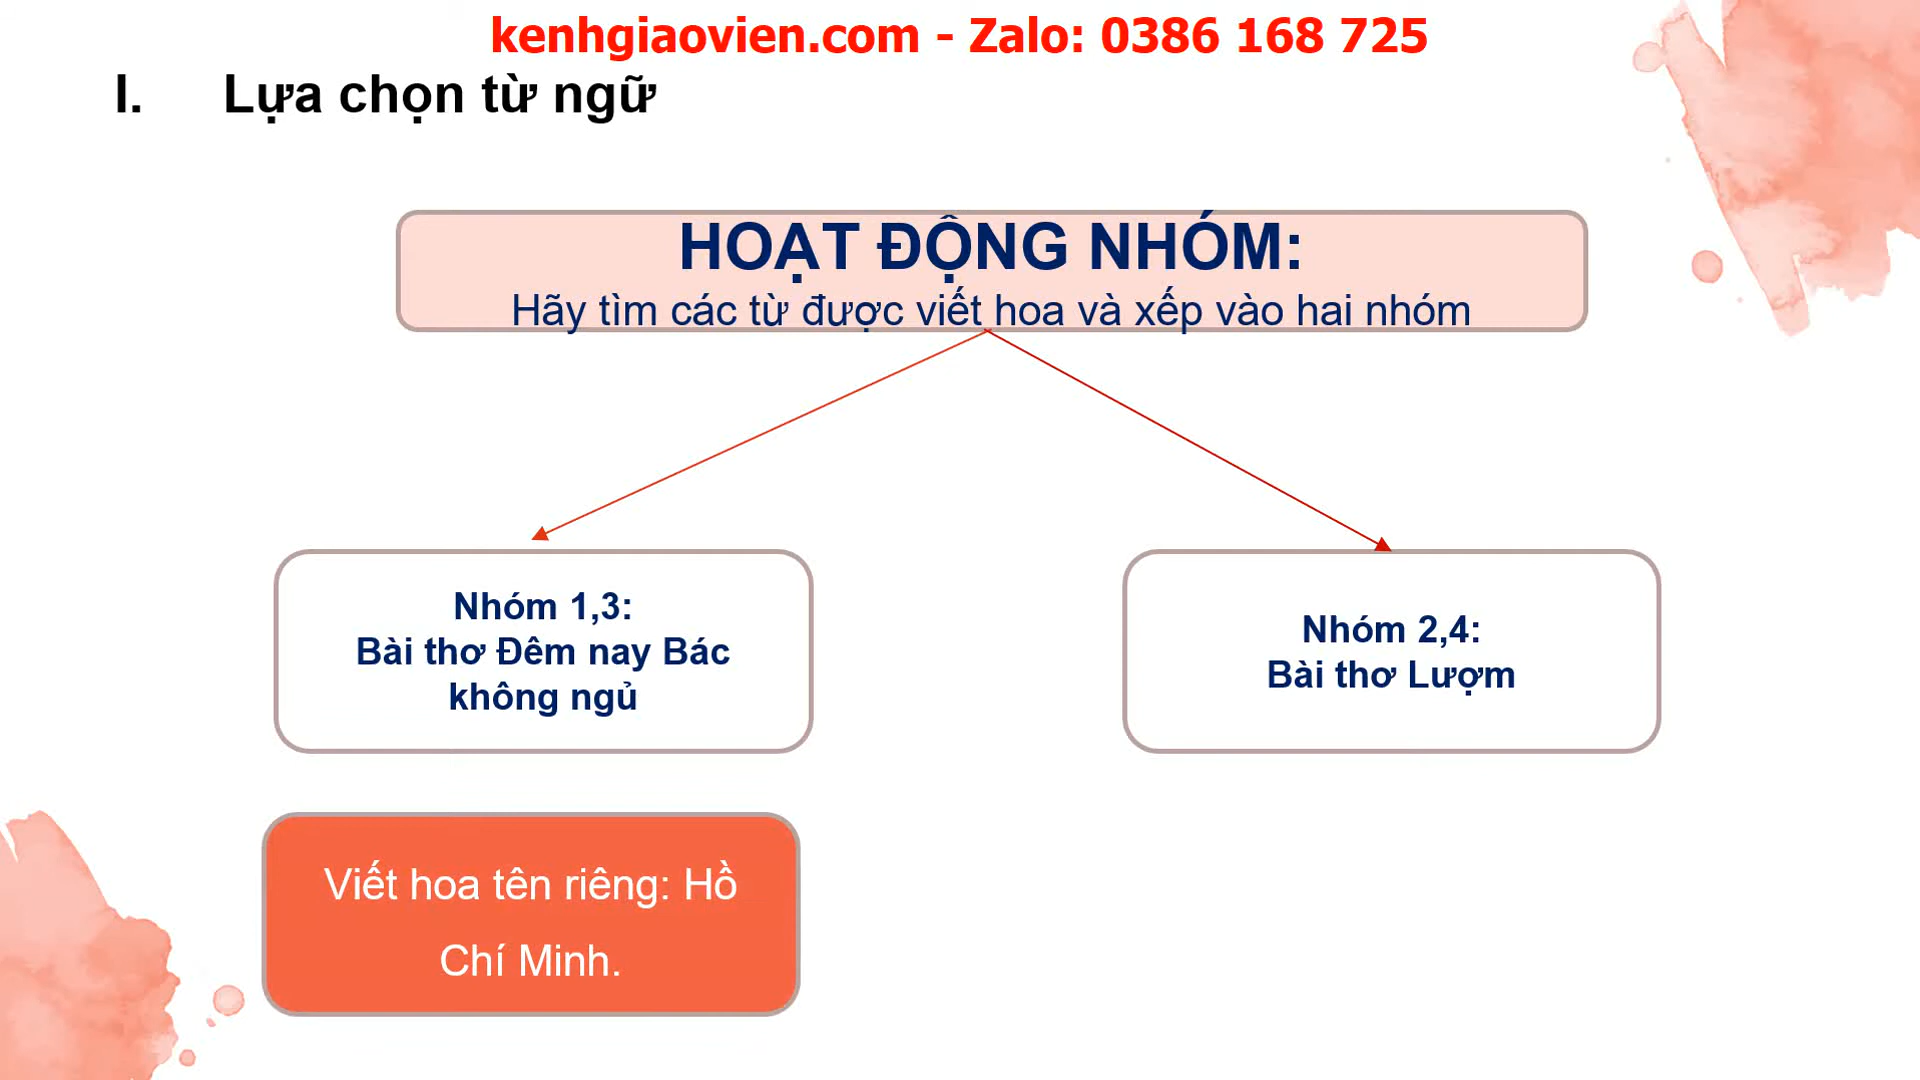 kenhgiaovien.com - Zalo: 0386 168 725
I. Lựa chọn từ ngữ
HOẠT ĐỘNG NHÓM:
Hãy tìm các từ được viết hoa và xếp vào hai nhóm
Nhóm 1,3:
Bài thơ Đêm nay Bác
không ngủ
Nhóm 2,4:
Bài thơ Lượm
Viết hoa tên riêng: Hồ
Chí Minh.